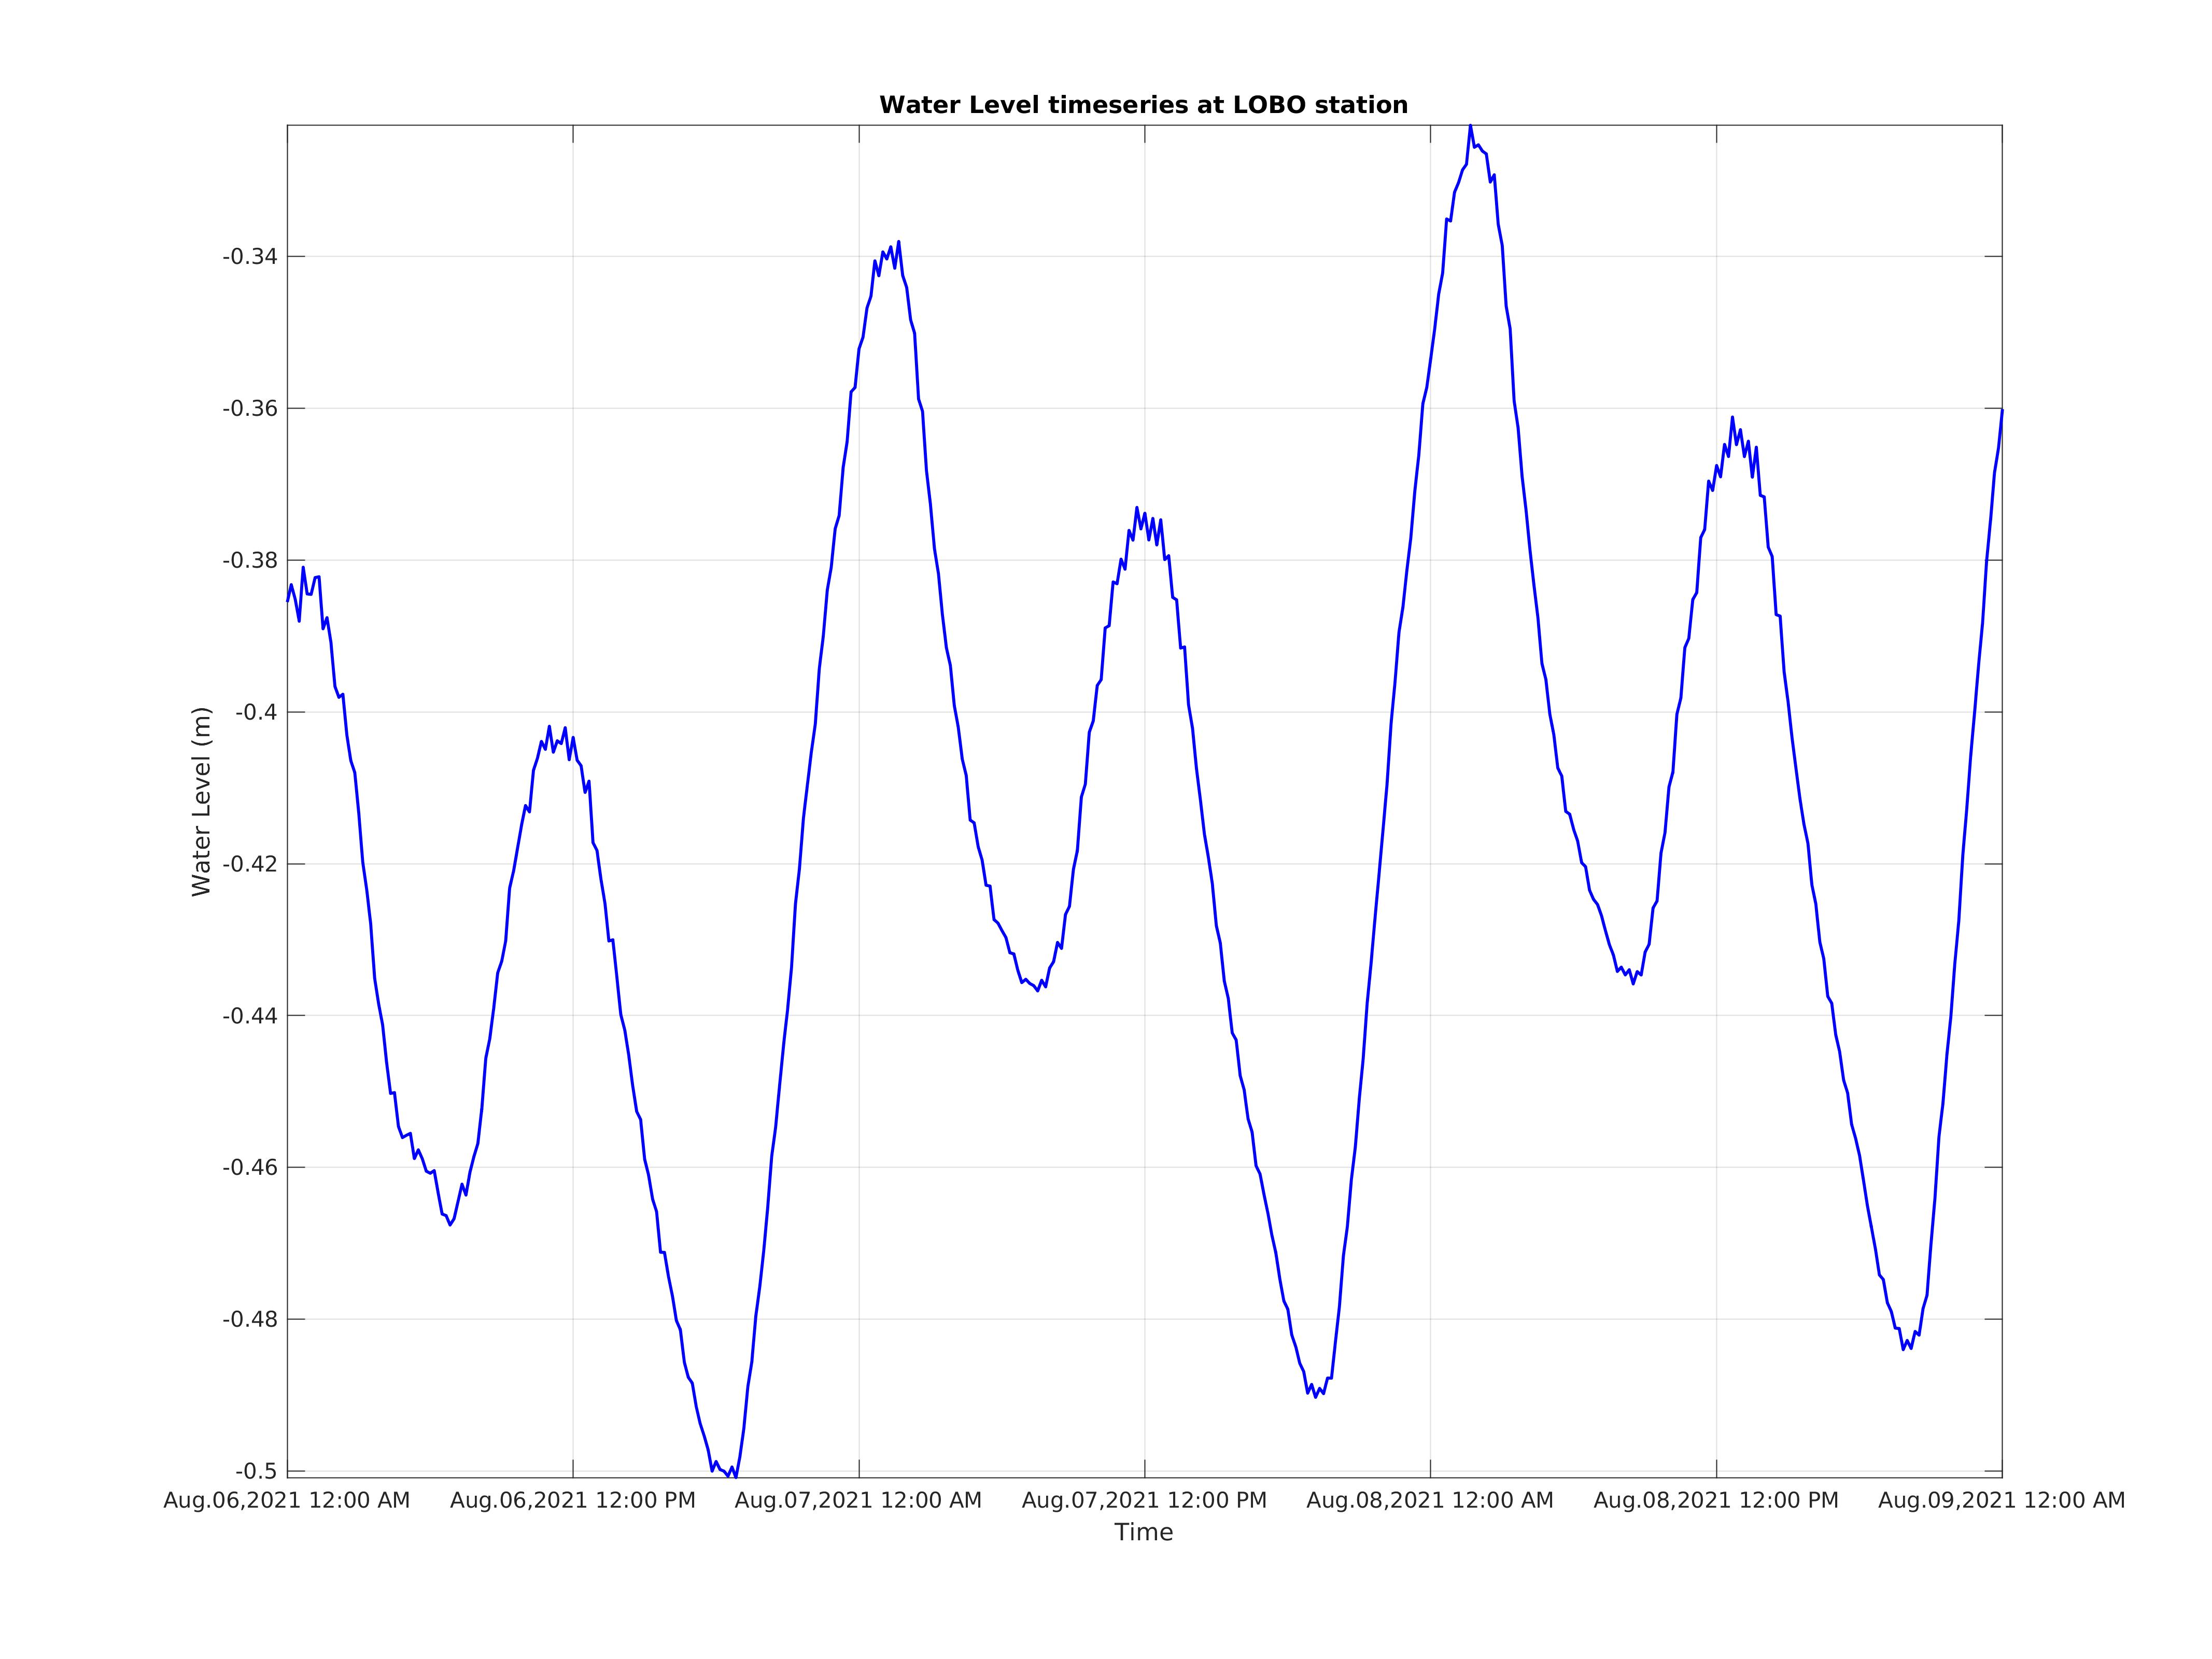 Water Level timeseries at LOBO station
-0.34
-0.36
-0.38
-0.4
-0.42
-0.44
-0.46
-0.48
-0.5
Water Level (m)
Aug.06,2021 12:00 AM Aug.06,2021 12:00 PM Aug.07,2021 12:00 AM Aug.07,2021 12:00 PM Aug.08,2021 12:00 AM Aug.08,2021 12:00 PM Aug.09,2021 12:00 AM
Time